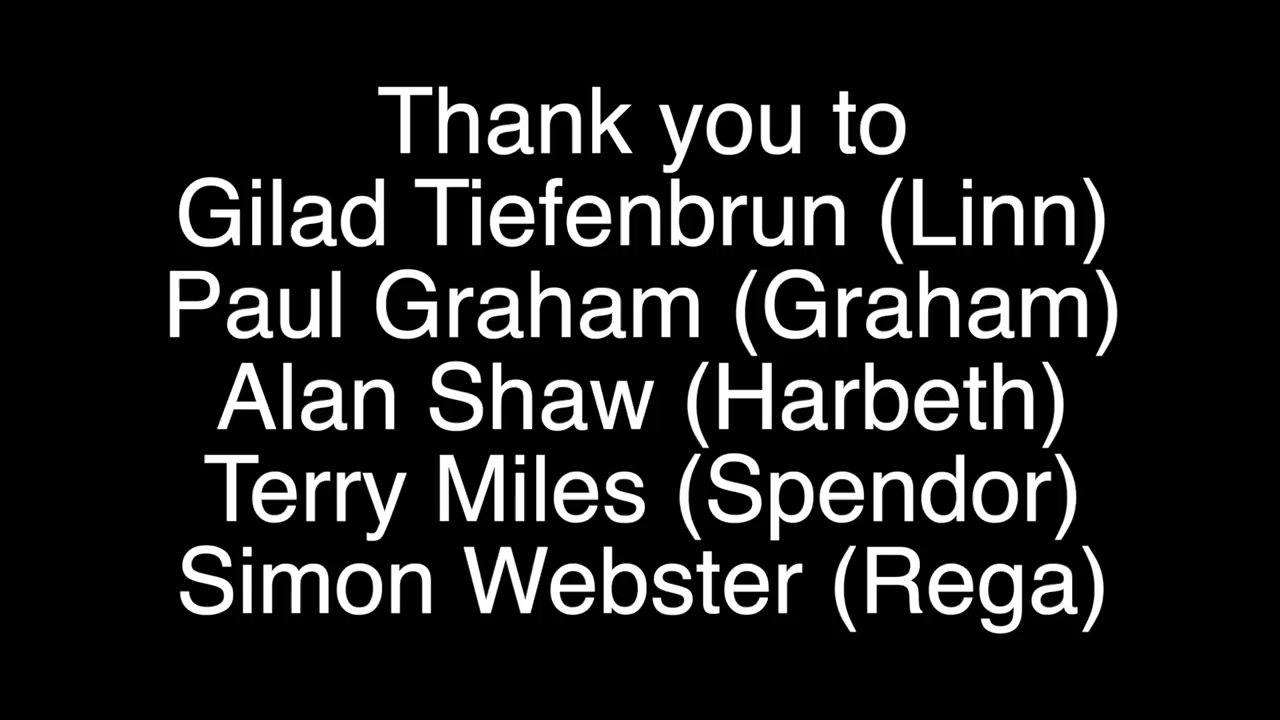 Thank you to
Gilad Tiefenbrun (Linn)
Paul Graham (Graham)
Alan Shaw (Harbeth)
Terry Miles (Spendor)
Simon Webster (Rega)